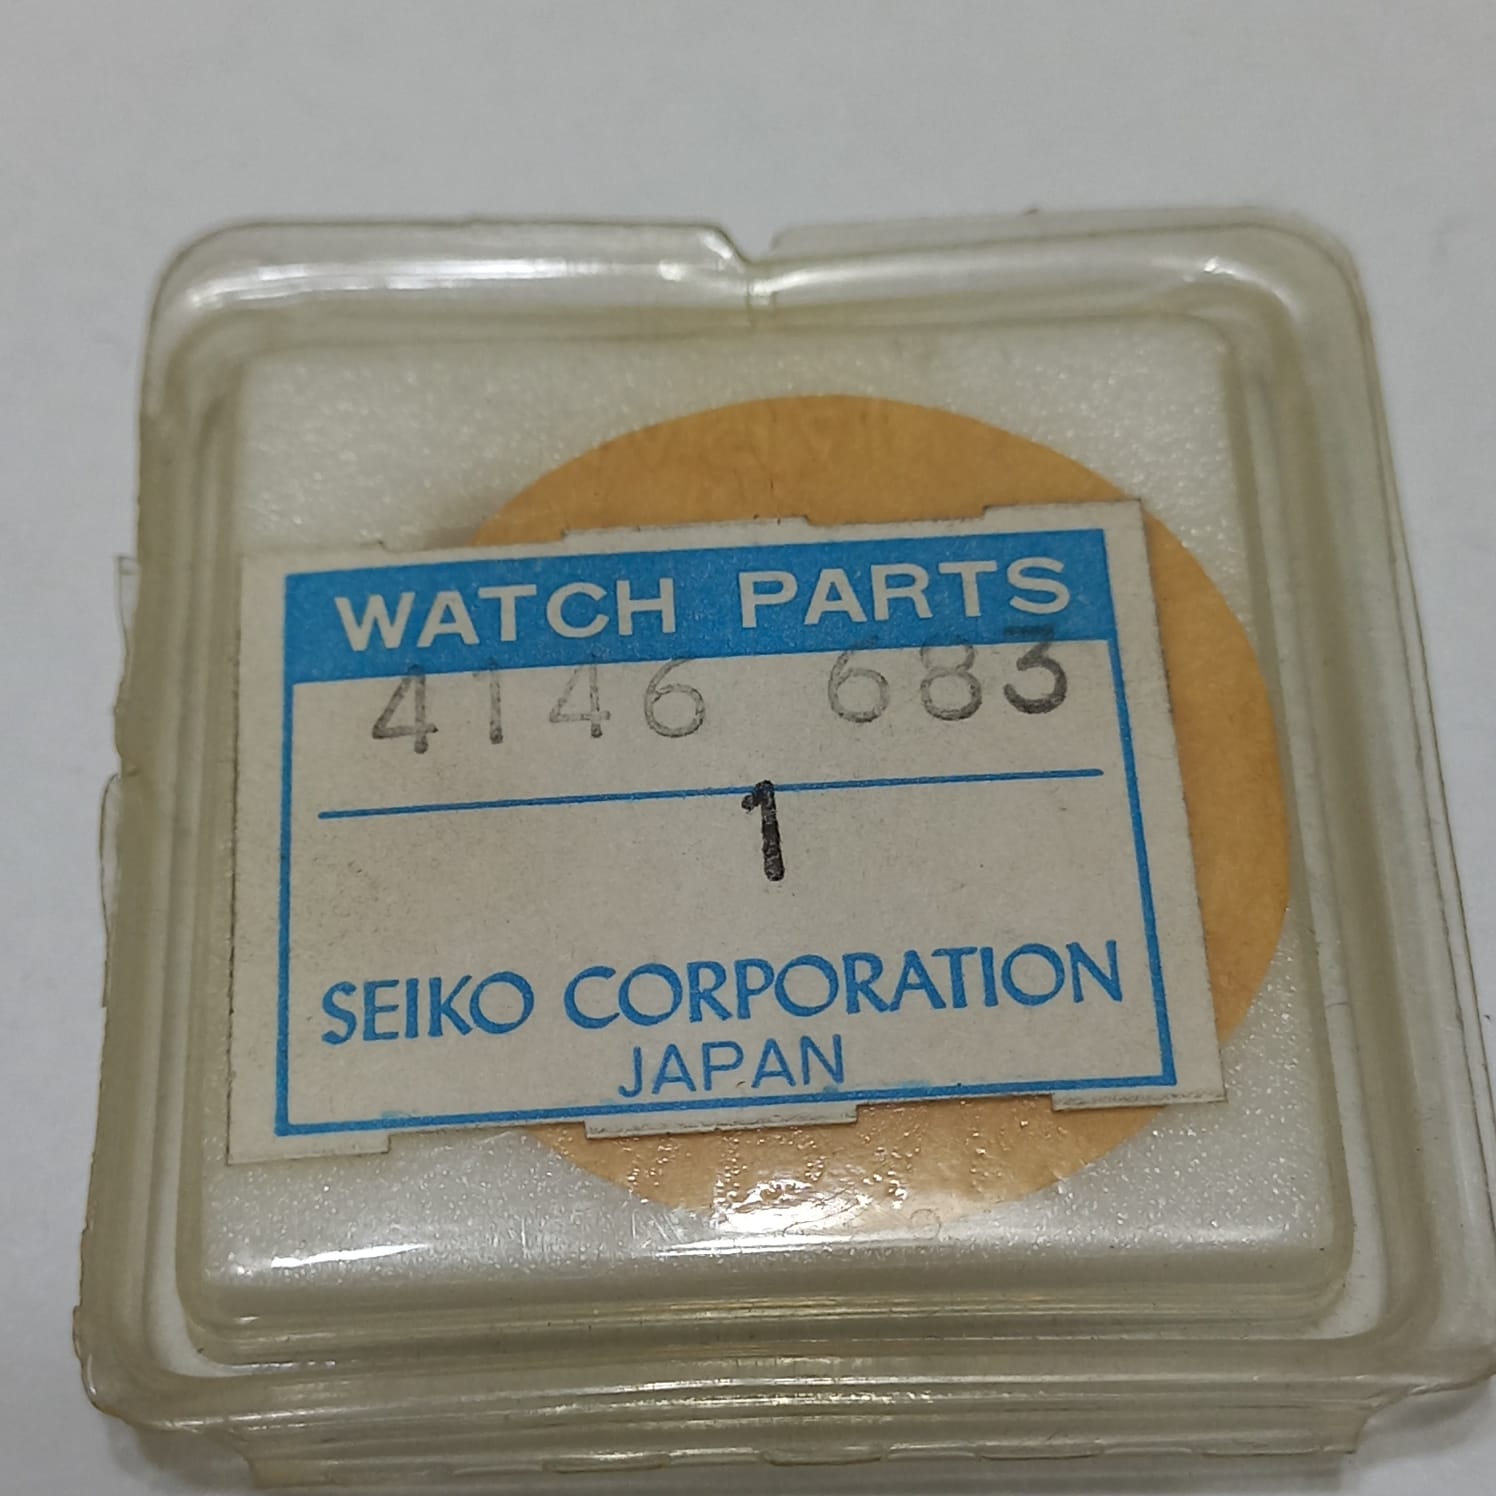 WATCH PARTS
4146 683
1
SEIKO CORPORATION
JAPAN